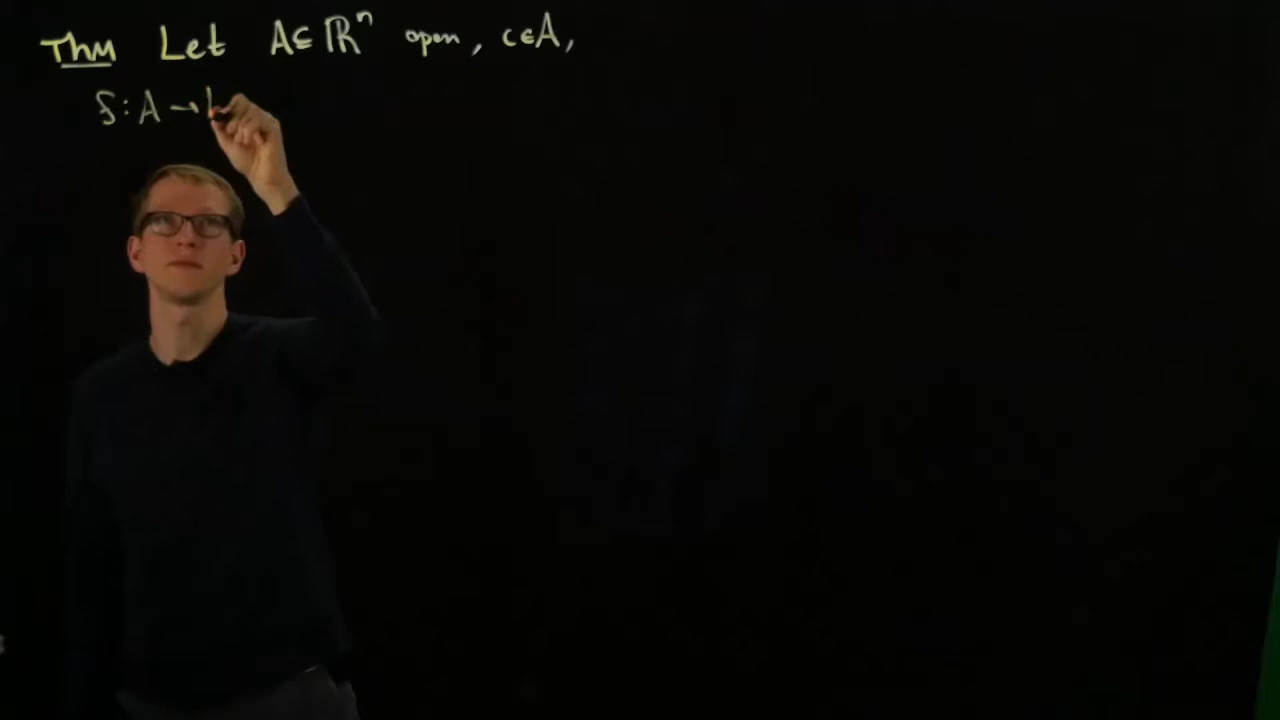 Thm Let A⊆ℝⁿ open, c∈A,
f: A →